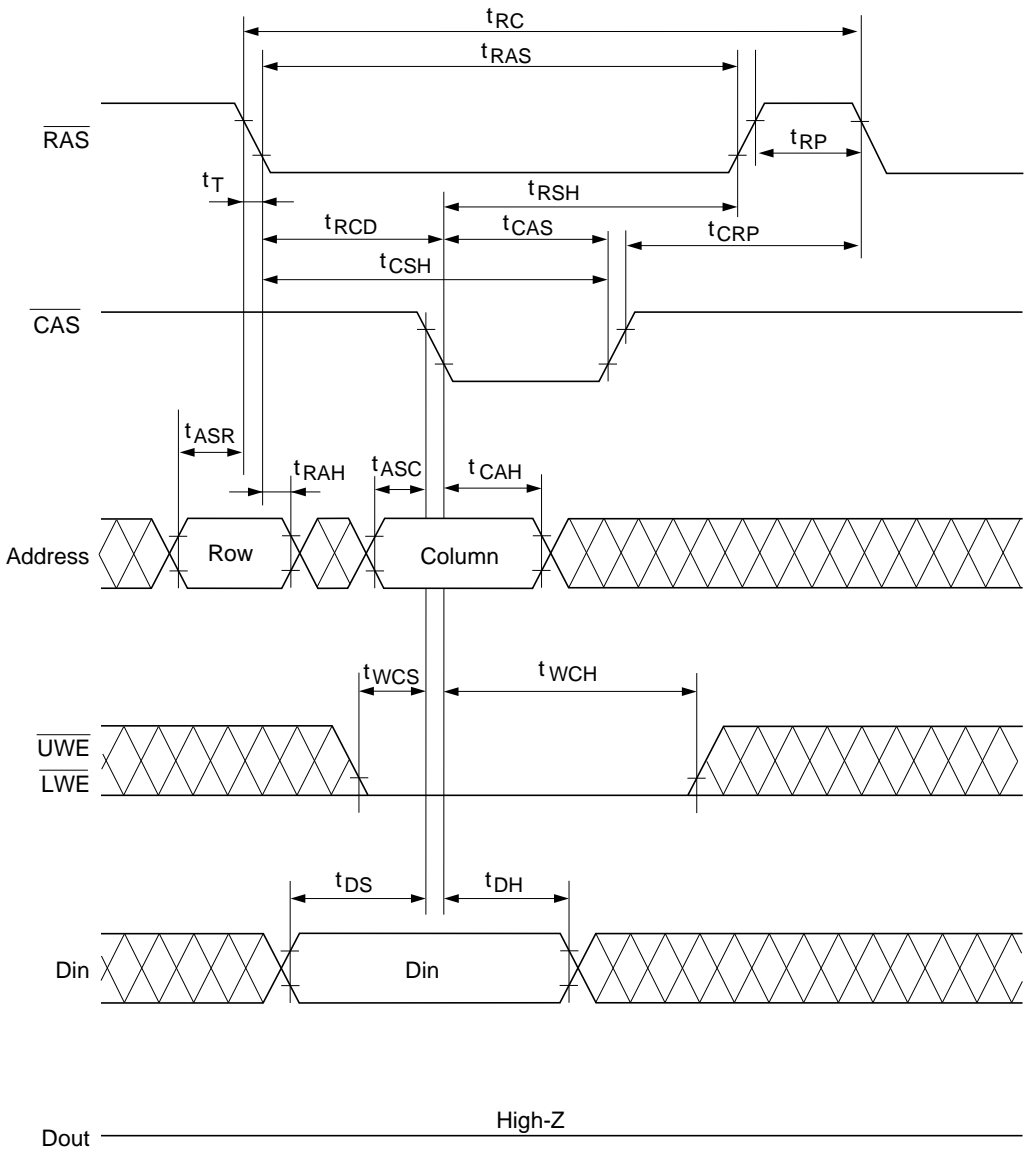 tRC
tRAS
RAS
tRP
tT
tRSH
tRCD
tCAS
tCRP
tCSH
CAS
tASR
tRAH
tASC
tCAH
Address
Row
Column
tWCS
tWCH
UWE
LWE
tDS
tDH
Din
Din
High-Z
Dout